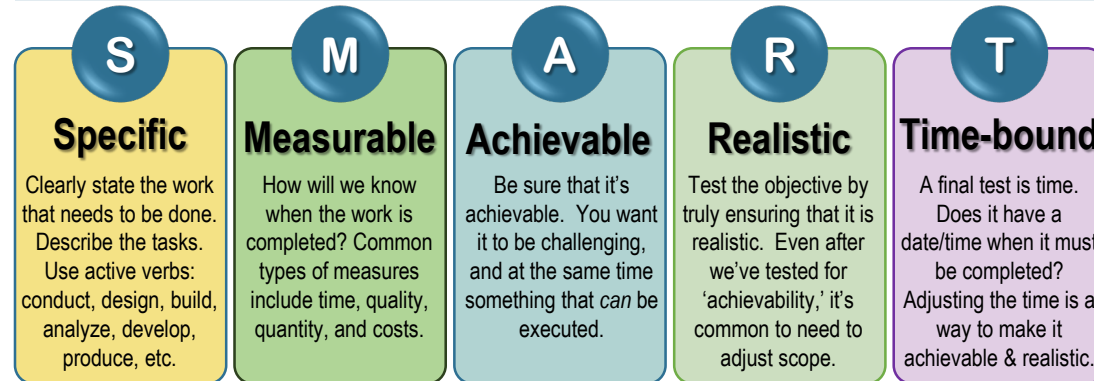 S
Specific
Clearly state the work
that needs to be done.
Describe the tasks.
Use active verbs:
conduct, design, build,
analyze, develop,
produce, etc.
M
Measurable
How will we know
when the work is
completed? Common
types of measures
include time, quality,
quantity, and costs.
A
Achievable
Be sure that it's
achievable. You want
it to be challenging,
and at the same time
something that can be
executed.
R
Realistic
Test the objective by
truly ensuring that it is
realistic. Even after
we've tested for
‘achievability,’ it's
common to need to
adjust scope.
T
Time-bound
A final test is time.
Does it have a
date/time when it must
be completed?
Adjusting the time is a
way to make it
achievable & realistic.